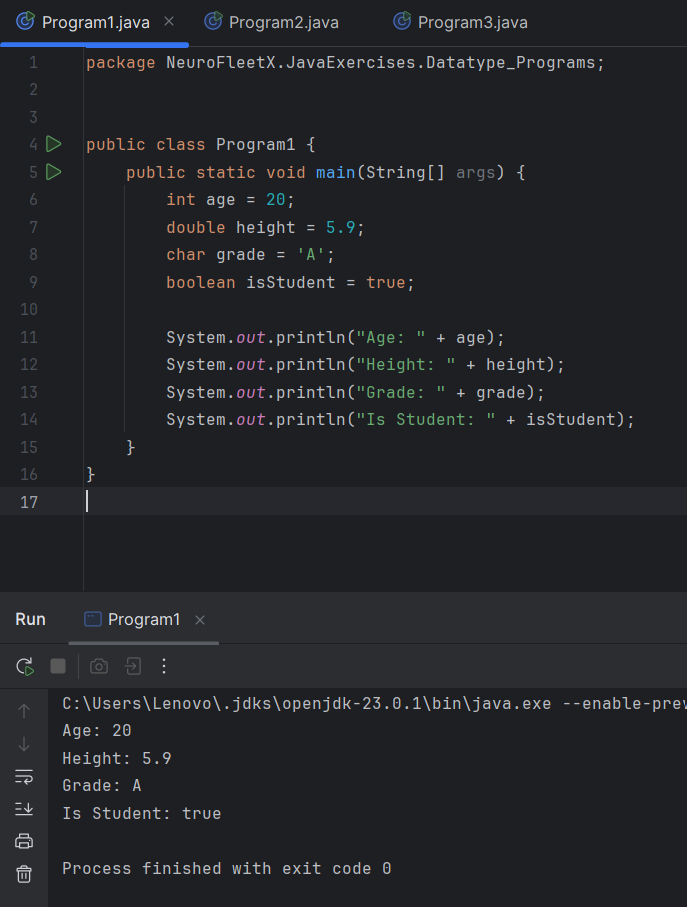 Program1.java Program2.java Program3.java
1 package NeuroFleetX.JavaExercises.Datatype_Programs;
2
3
4 public class Program1 {
5     public static void main(String[] args) {
6         int age = 20;
7         double height = 5.9;
8         char grade = 'A';
9         boolean isStudent = true;
10
11         System.out.println("Age: " + age);
12         System.out.println("Height: " + height);
13         System.out.println("Grade: " + grade);
14         System.out.println("Is Student: " + isStudent);
15     }
16 }
17
Run Program1
C:\Users\Lenovo\.jdks\openjdk-23.0.1\bin\java.exe --enable-prev
Age: 20
Height: 5.9
Grade: A
Is Student: true
Process finished with exit code 0